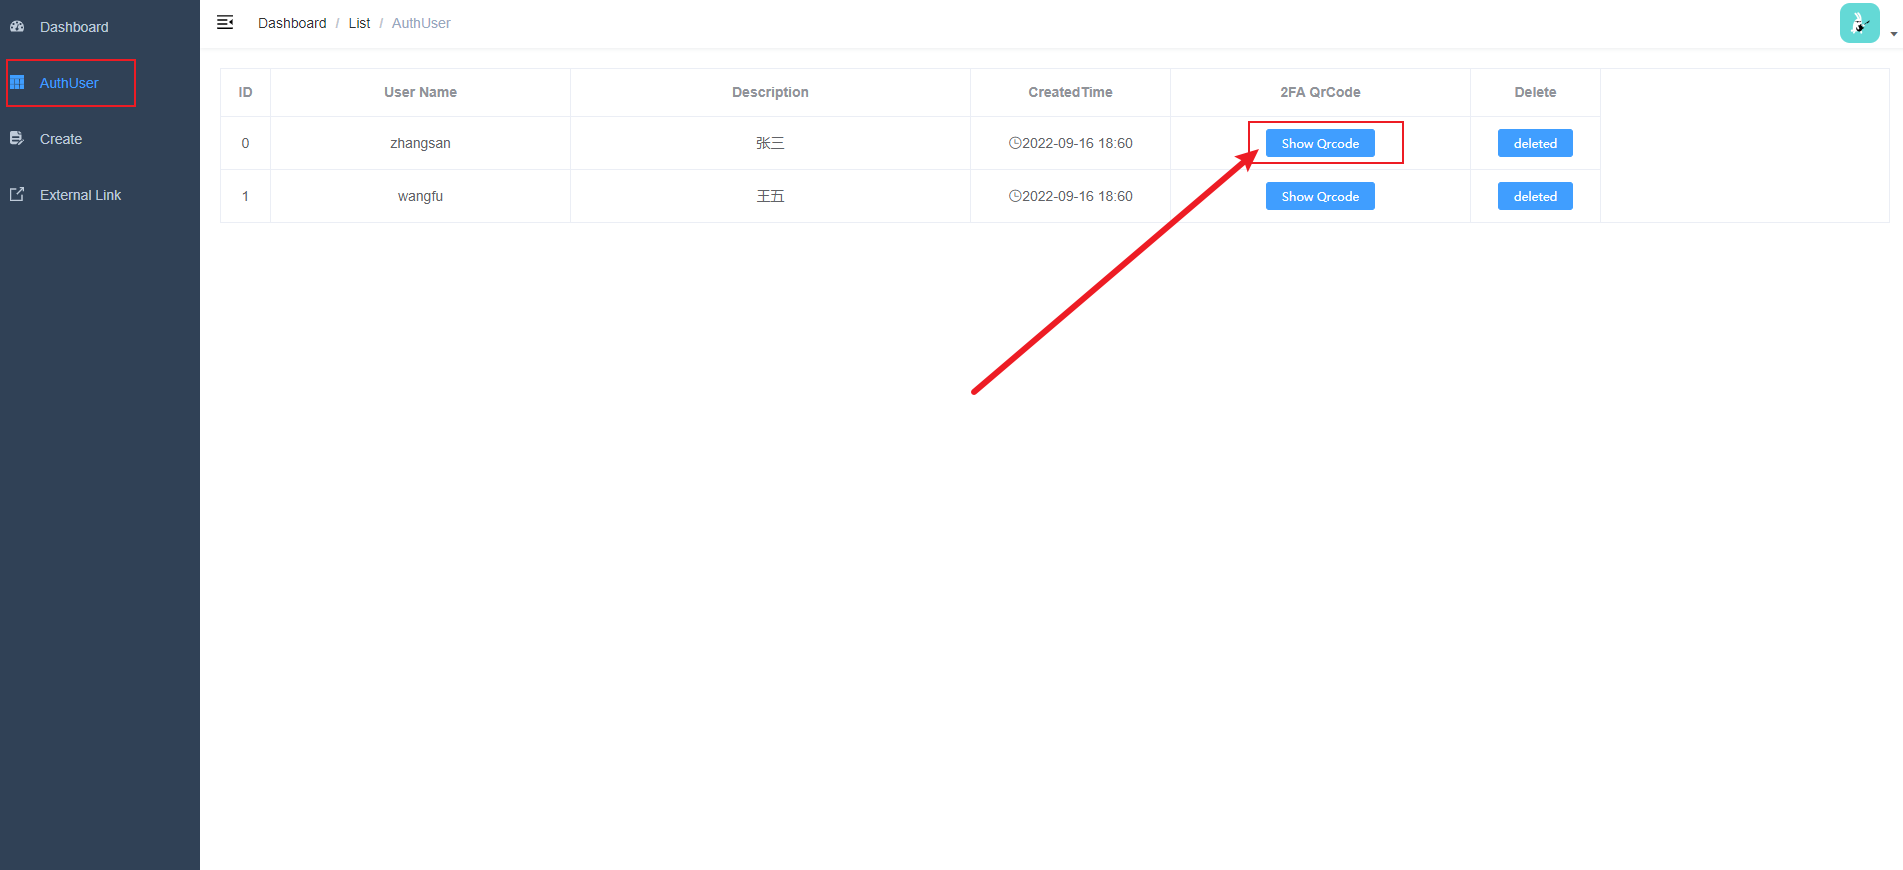 Dashboard
AuthUser
Create
External Link
Dashboard / List / AuthUser
ID User Name Description CreatedTime 2FA QrCode Delete
0 zhangsan 张三 2022-09-16 18:60 Show Qrcode deleted
1 wangfu 王五 2022-09-16 18:60 Show Qrcode deleted